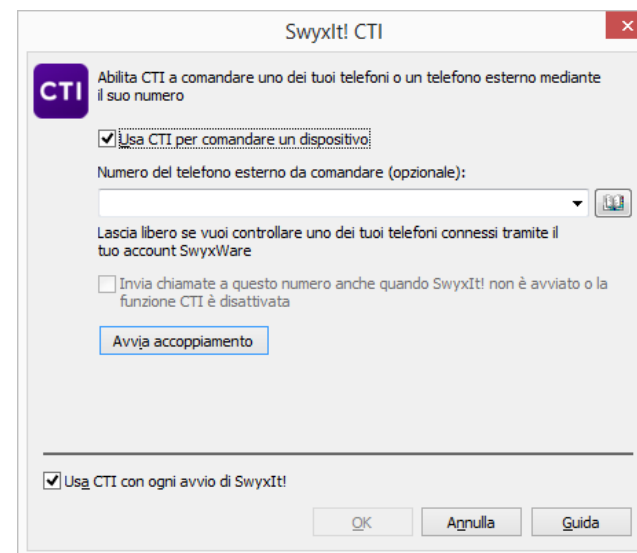 SwyxIt! CTI
CTI
Abilita CTI a comandare uno dei tuoi telefoni o un telefono esterno mediante
il suo numero
Usa CTI per comandare un dispositivo
Numero del telefono esterno da comandare (opzionale):
Lascia libero se vuoi controllare uno dei tuoi telefoni connessi tramite il
tuo account SwyxWare
Invia chiamate a questo numero anche quando SwyxIt! non è avviato o la
funzione CTI è disattivata
Avvia accoppiamento
Usa CTI con ogni avvio di SwyxIt!
OK Annulla Guida